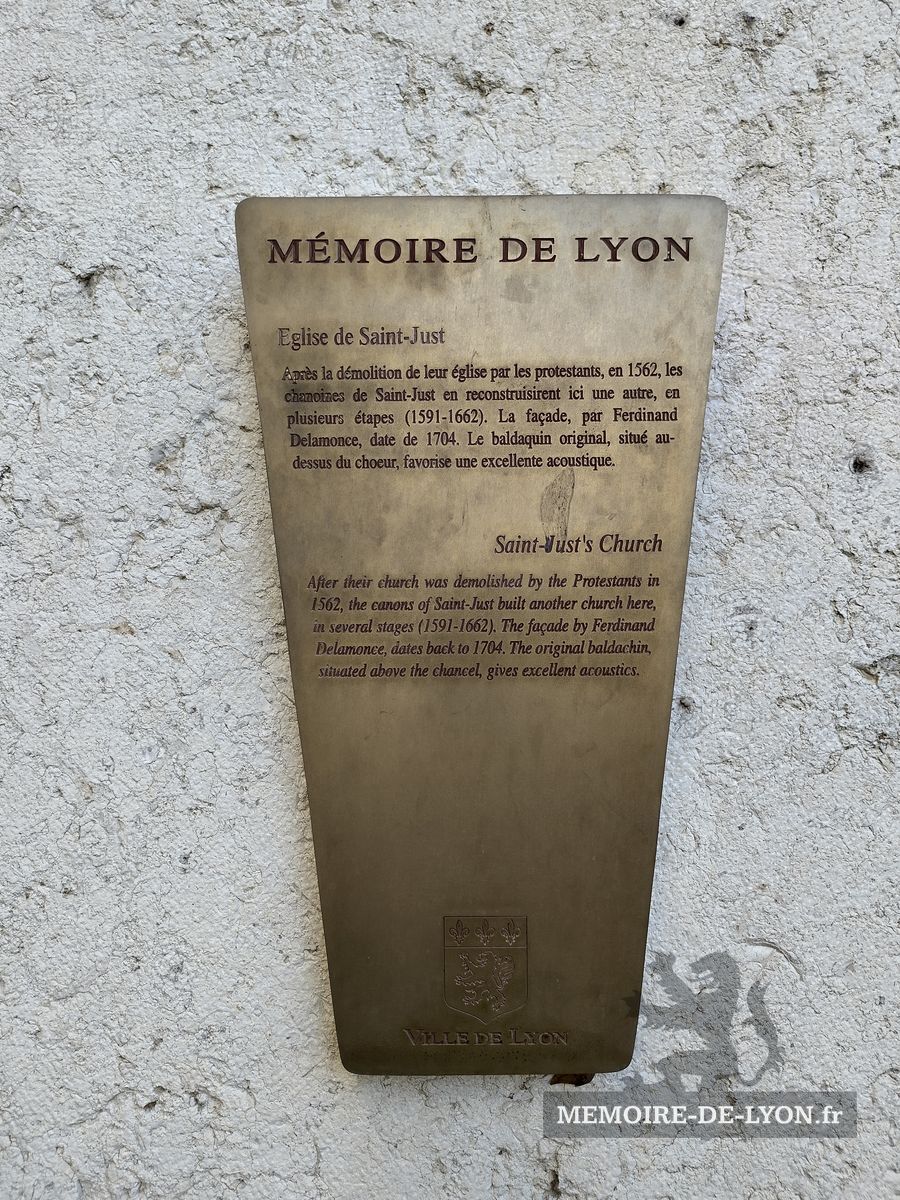 MÉMOIRE DE LYON
Eglise de Saint-Just
Après la démolition de leur église par les protestants, en 1562, les
chanoines de Saint-Just en reconstruisirent ici une autre, en
plusieurs étapes (1591-1662). La façade, par Ferdinand
Delamonce, date de 1704. Le baldaquin original, situé au-
dessus du choeur, favorise une excellente acoustique.
Saint-Just's Church
After their church was demolished by the Protestants in
1562, the canons of Saint-Just built another church here,
in several stages (1591-1662). The façade by Ferdinand
Delamonce, dates back to 1704. The original baldachin,
situated above the chancel, gives excellent acoustics.
VILLE DE LYON
MEMOIRE-DE-LYON.fr